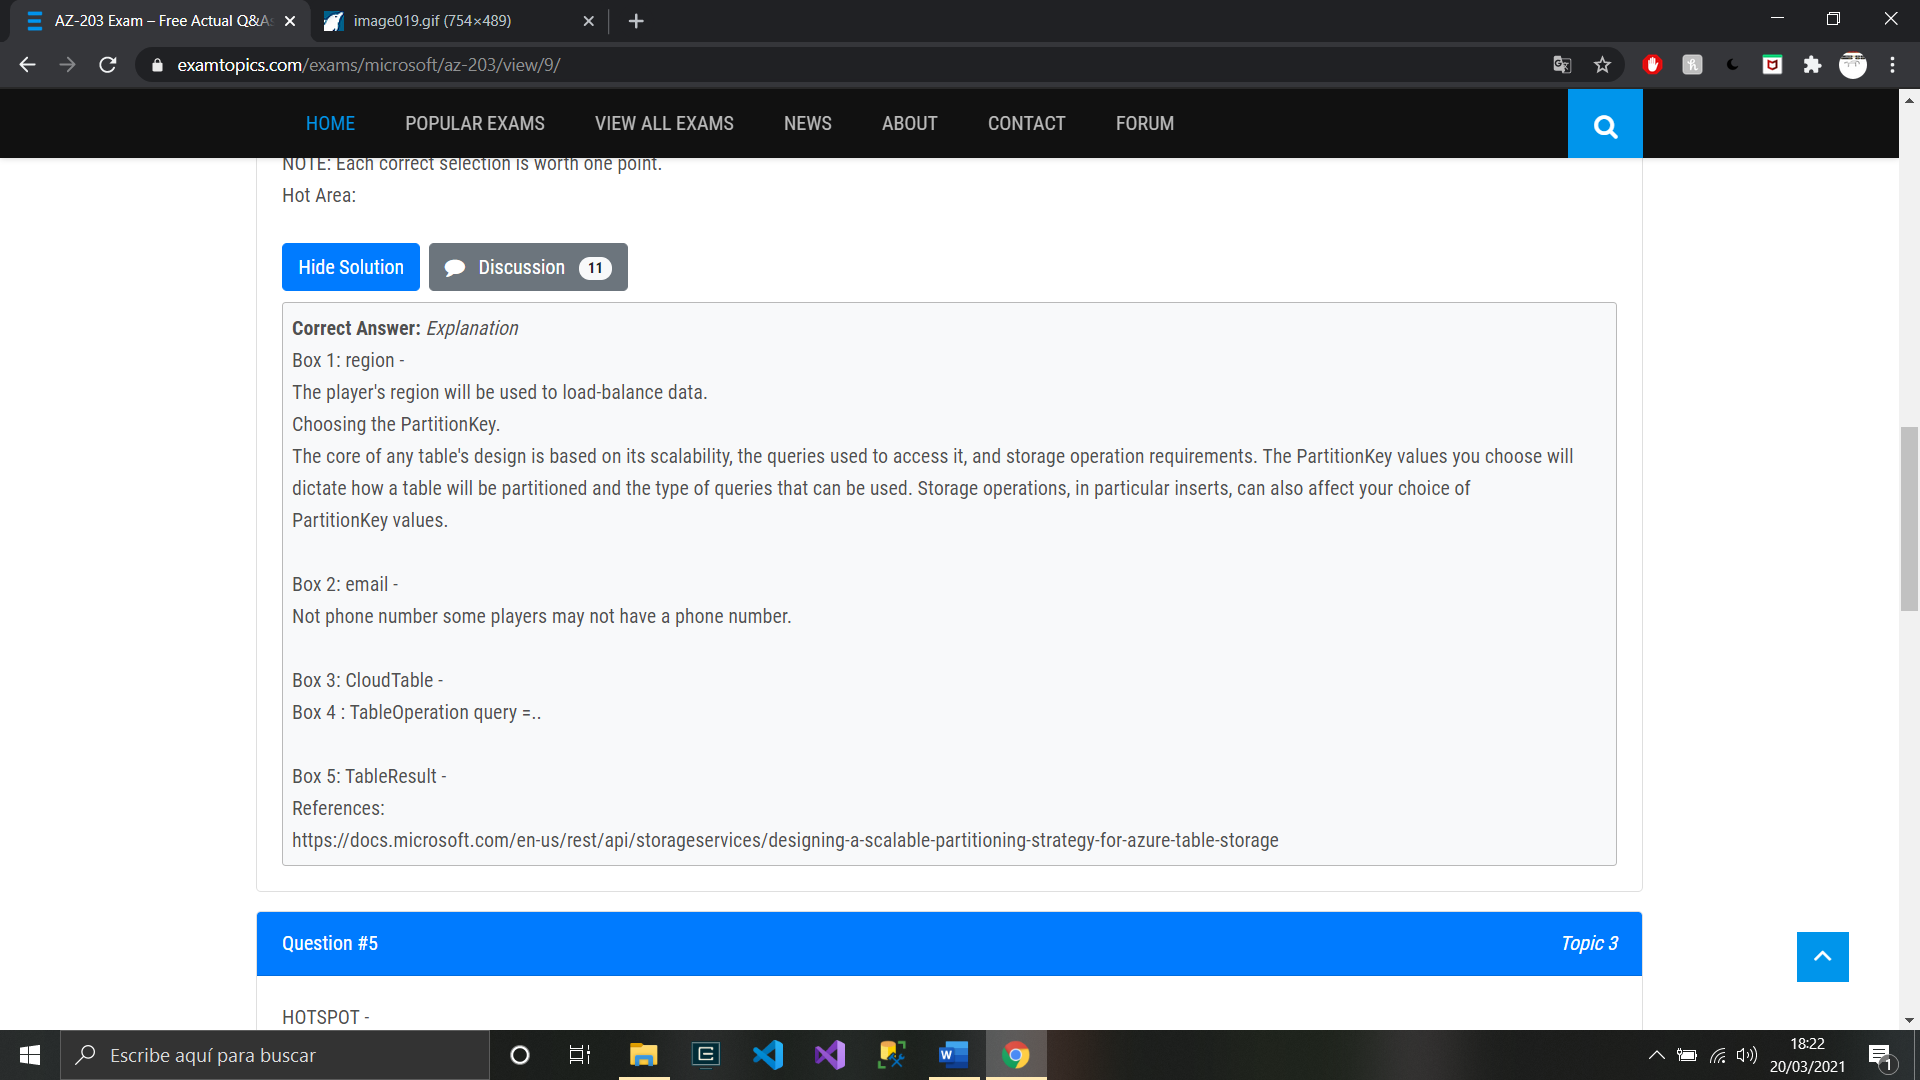 AZ-203 Exam – Free Actual Q&As
image019.gif (754×489)
examtopics.com/exams/microsoft/az-203/view/9/
HOME
POPULAR EXAMS
VIEW ALL EXAMS
NEWS
ABOUT
CONTACT
FORUM
NOTE: Each correct selection is worth one point.
Hot Area:
Hide Solution
Discussion 11
Correct Answer: Explanation
Box 1: region -
The player's region will be used to load-balance data.
Choosing the PartitionKey.
The core of any table's design is based on its scalability, the queries used to access it, and storage operation requirements. The PartitionKey values you choose will
dictate how a table will be partitioned and the type of queries that can be used. Storage operations, in particular inserts, can also affect your choice of
PartitionKey values.
Box 2: email -
Not phone number some players may not have a phone number.
Box 3: CloudTable -
Box 4 : TableOperation query =..
Box 5: TableResult -
References:
https://docs.microsoft.com/en-us/rest/api/storageservices/designing-a-scalable-partitioning-strategy-for-azure-table-storage
Question #5
Topic 3
HOTSPOT -
Escribe aquí para buscar
18:22
20/03/2021
1